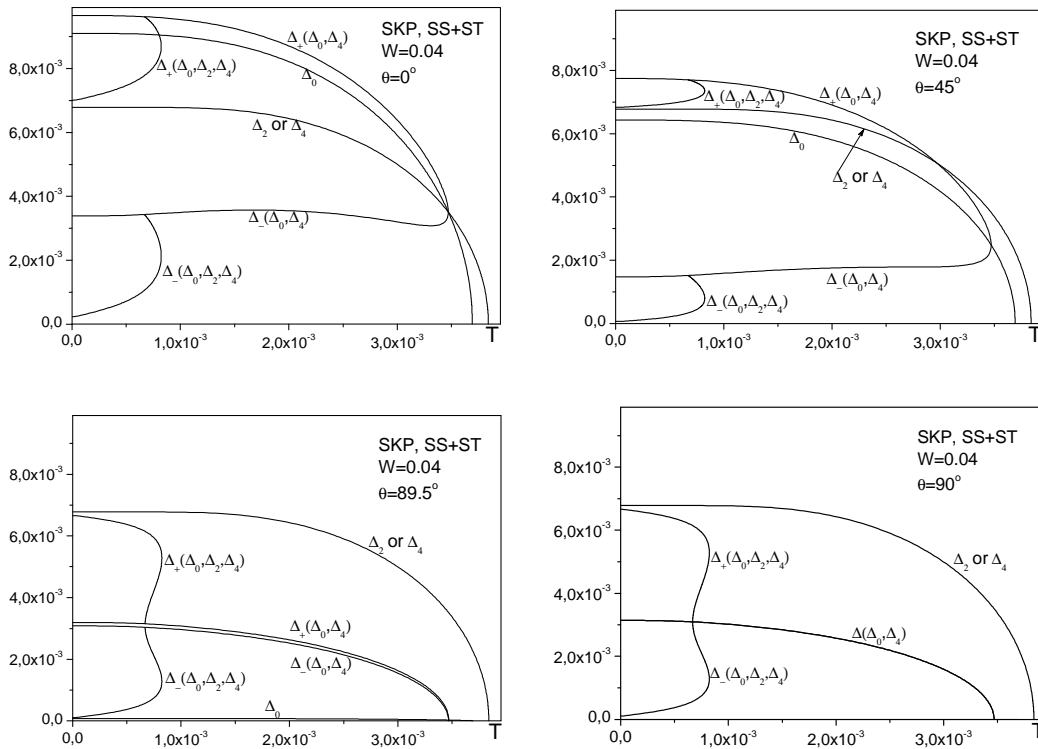 SKP, SS+ST
W=0.04
θ=0°
Δ₊(Δ₀,Δ₄)
Δ₊(Δ₀,Δ₂,Δ₄)
Δ₀
Δ₂ or Δ₄
Δ₋(Δ₀,Δ₄)
Δ₋(Δ₀,Δ₂,Δ₄)
8,0x10⁻³
6,0x10⁻³
4,0x10⁻³
2,0x10⁻³
0,0
0,0 1,0x10⁻³ 2,0x10⁻³ 3,0x10⁻³ T
SKP, SS+ST
W=0.04
θ=45°
Δ₊(Δ₀,Δ₂,Δ₄)
Δ₊(Δ₀,Δ₄)
Δ₀
Δ₂ or Δ₄
Δ₋(Δ₀,Δ₄)
Δ₋(Δ₀,Δ₂,Δ₄)
8,0x10⁻³
6,0x10⁻³
4,0x10⁻³
2,0x10⁻³
0,0
0,0 1,0x10⁻³ 2,0x10⁻³ 3,0x10⁻³ T
SKP, SS+ST
W=0.04
θ=89.5°
Δ₂ or Δ₄
Δ₊(Δ₀,Δ₂,Δ₄)
Δ₊(Δ₀,Δ₄)
Δ₋(Δ₀,Δ₄)
Δ₋(Δ₀,Δ₂,Δ₄)
Δ₀
8,0x10⁻³
6,0x10⁻³
4,0x10⁻³
2,0x10⁻³
0,0
0,0 1,0x10⁻³ 2,0x10⁻³ 3,0x10⁻³ T
SKP, SS+ST
W=0.04
θ=90°
Δ₂ or Δ₄
Δ₊(Δ₀,Δ₂,Δ₄)
Δ(Δ₀,Δ₄)
Δ₋(Δ₀,Δ₂,Δ₄)
8,0x10⁻³
6,0x10⁻³
4,0x10⁻³
2,0x10⁻³
0,0
0,0 1,0x10⁻³ 2,0x10⁻³ 3,0x10⁻³ T